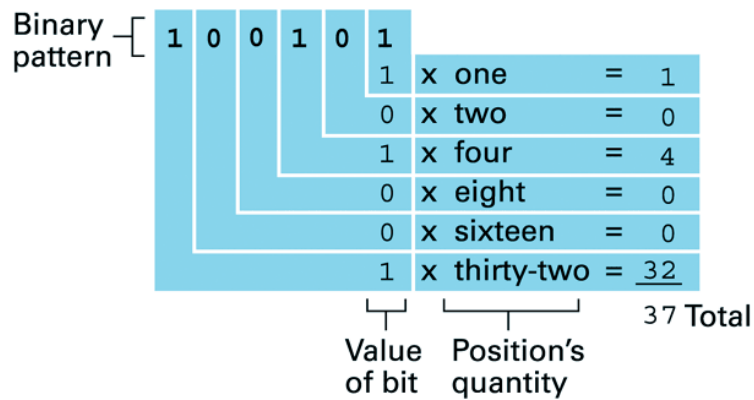 Binary pattern
1 0 0 1 0 1
1 x one = 1
0 x two = 0
1 x four = 4
0 x eight = 0
0 x sixteen = 0
1 x thirty-two = 32
37 Total
Value of bit
Position's quantity